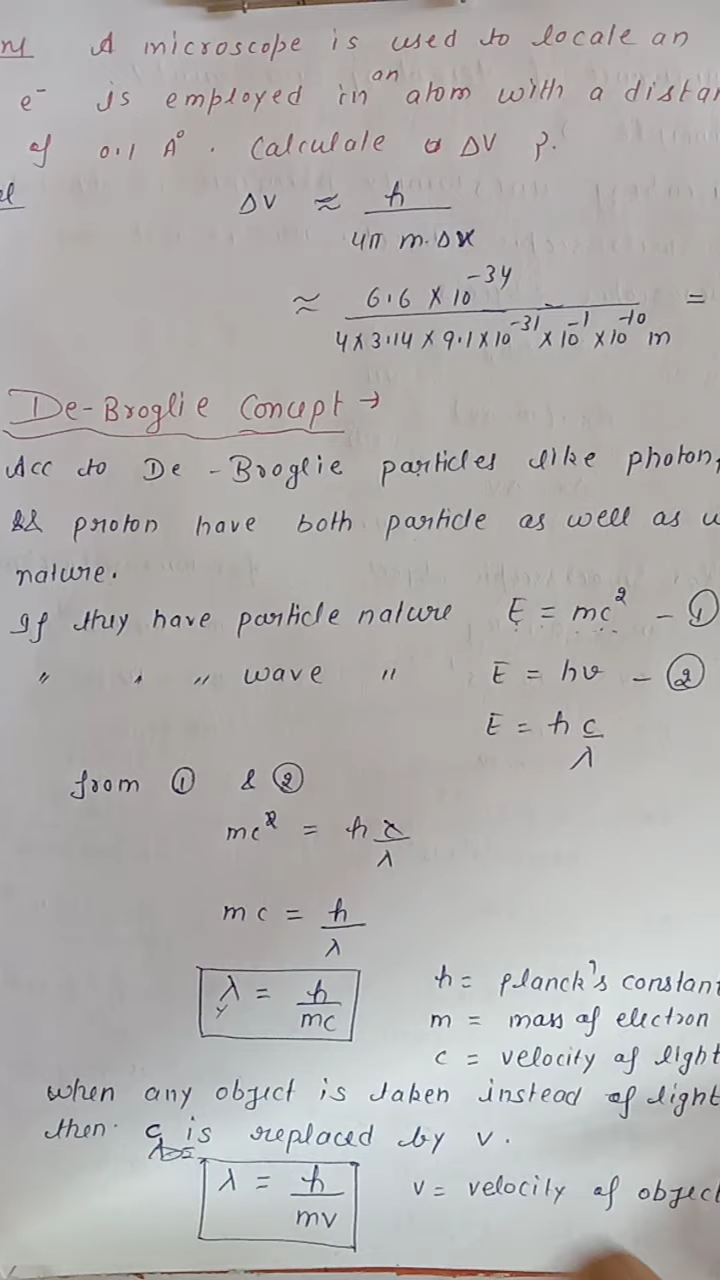 A microscope is used to locale an
e⁻ is employed in an atom with a distan
of 0.1 A° . Calculate ΔV ?.
ΔV ≈ h / 4π m.Δx
≈ 6.6 × 10⁻³⁴ / 4 × 3.14 × 9.1 × 10⁻³¹ × 10⁻¹ × 10⁻¹⁰ m =
De-Broglie Concept →
Acc to De - Broglie particles like photon,
&& proton have both particle as well as w
nature.
If they have particle nature E = mc² - ①
" " " wave " E = hν - ②
E = h c/λ
from ① & ②
mc² = h c/λ
mc = h/λ
λ = h/mc
h = planck's constant
m = mass of electron
c = velocity of light
when any object is taken instead of light
then c is replaced by v.
λ = h/mv
v = velocity of object